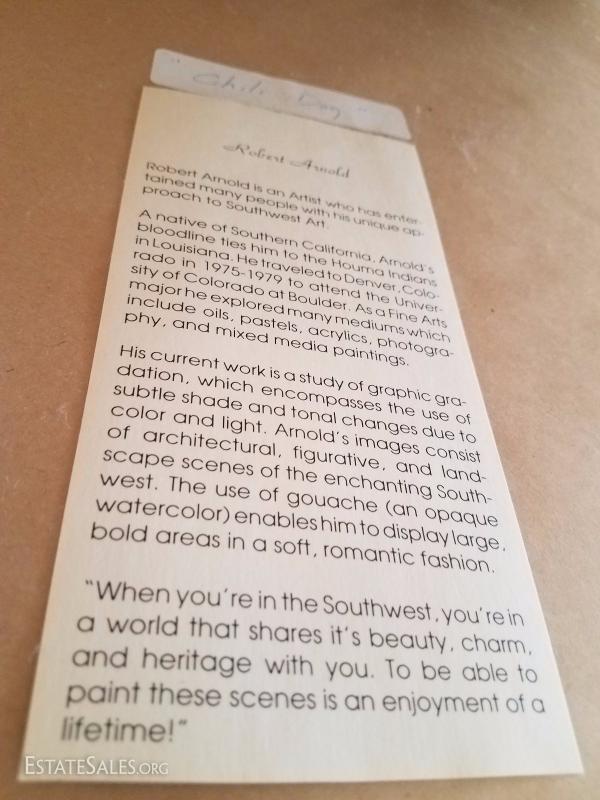 " Chili Day "
Robert Arnold
Robert Arnold is an Artist who has enter-
tained many people with his unique ap-
proach to Southwest Art.
A native of Southern California, Arnold's
bloodline ties him to the Houma Indians
in Louisiana. He traveled to Denver, Colo-
rado in 1975-1979 to attend the Univer-
sity of Colorado at Boulder. As a Fine Arts
major he explored many mediums which
include oils, pastels, acrylics, photogra-
phy, and mixed media paintings.
His current work is a study of graphic gra-
dation, which encompasses the use of
subtle shade and tonal changes due to
color and light. Arnold's images consist
of architectural, figurative, and land-
scape scenes of the enchanting South-
west. The use of gouache (an opaque
watercolor) enables him to display large,
bold areas in a soft, romantic fashion.
"When you're in the Southwest, you're in
a world that shares it's beauty, charm,
and heritage with you. To be able to
paint these scenes is an enjoyment of a
lifetime!"
ESTATESALES.ORG